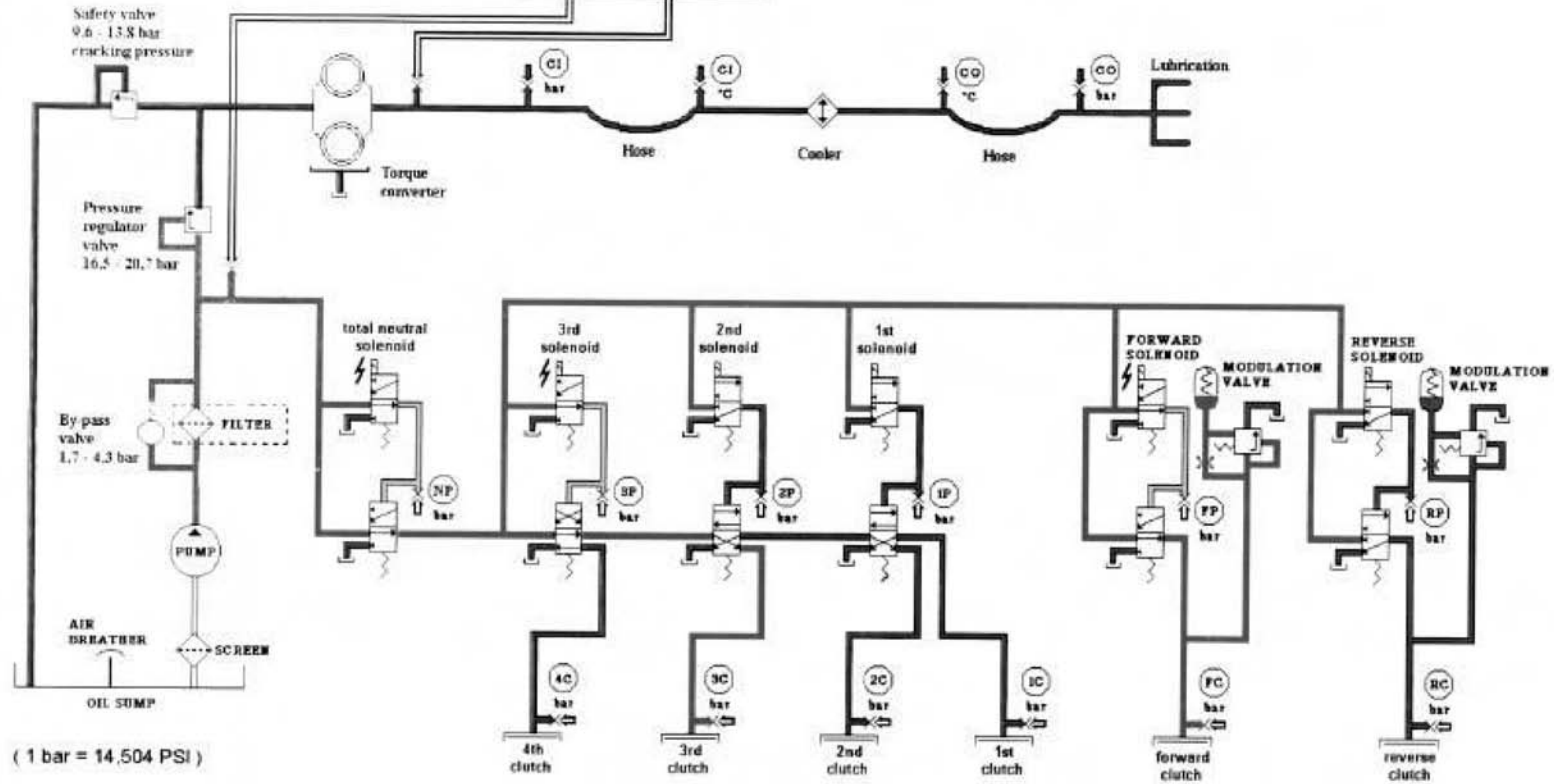 Safety valve
9.6 - 13.8 bar
cracking pressure
CI
bar
CI
°C
CO
°C
CO
bar
Lubrication
Hose
Cooler
Hose
Torque
converter
Pressure
regulator
valve
16,5 - 20,7 bar
total neutral
solenoid
3rd
solenoid
2nd
solenoid
1st
solenoid
FORWARD
SOLENOID
MODULATION
VALVE
REVERSE
SOLENOID
MODULATION
VALVE
By-pass
valve
1,7 - 4,3 bar
FILTER
NP
bar
3P
bar
2P
bar
1P
bar
FP
bar
RP
bar
PUMP
AIR
BREATHER
SCREEN
OIL SUMP
4C
bar
3C
bar
2C
bar
1C
bar
FC
bar
RC
bar
( 1 bar = 14,504 PSI )
4th
clutch
3rd
clutch
2nd
clutch
1st
clutch
forward
clutch
reverse
clutch